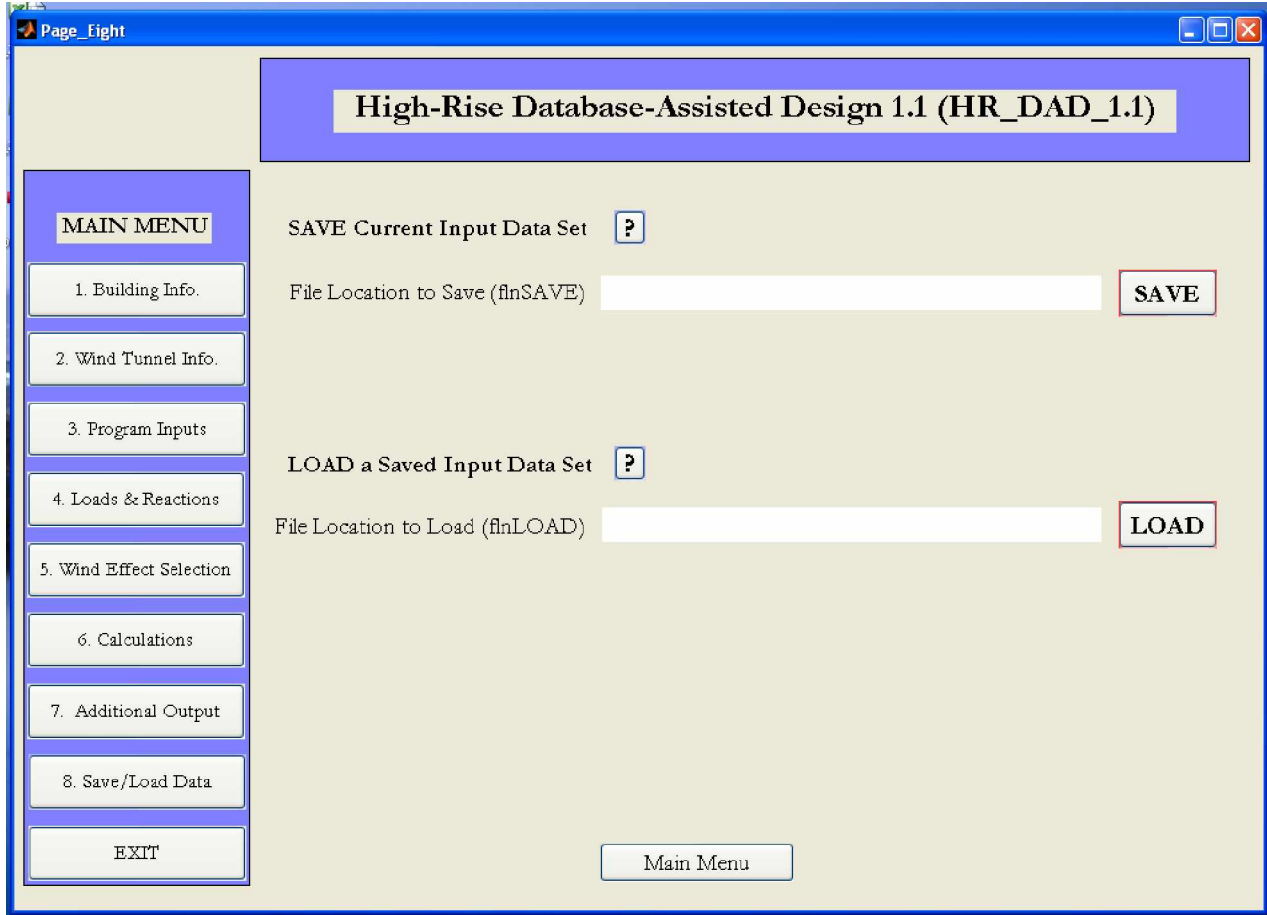 Page_Eight
High-Rise Database-Assisted Design 1.1 (HR_DAD_1.1)
MAIN MENU
1. Building Info.
2. Wind Tunnel Info.
3. Program Inputs
4. Loads & Reactions
5. Wind Effect Selection
6. Calculations
7. Additional Output
8. Save/Load Data
EXIT
SAVE Current Input Data Set ?
File Location to Save (flnSAVE) SAVE
LOAD a Saved Input Data Set ?
File Location to Load (flnLOAD) LOAD
Main Menu